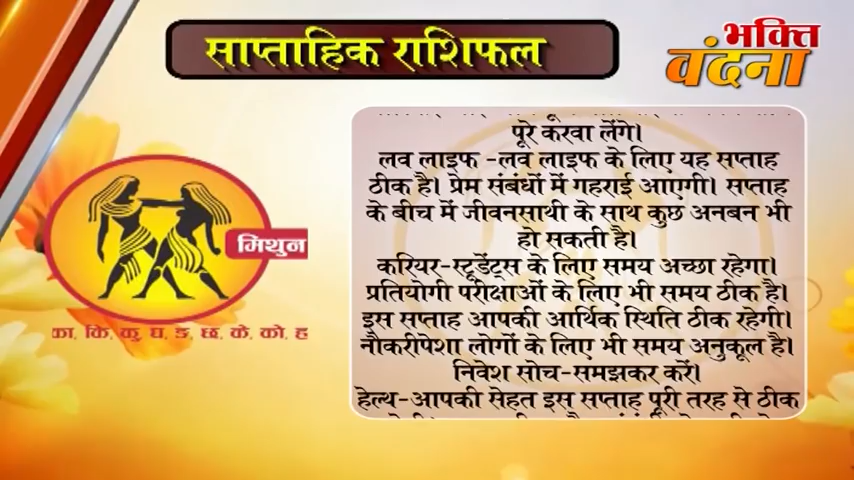 साप्ताहिक राशिफल
भक्ति
वंदना
मिथुन
का, कि, कु, घ, ङ, छ, के, को, ह
पूरे करवा लेंगे।
लव लाइफ -लव लाइफ के लिए यह सप्ताह
ठीक है। प्रेम संबंधों में गहराई आएगी। सप्ताह
के बीच में जीवनसाथी के साथ कुछ अनबन भी
हो सकती है।
करियर-स्टूडेंट्स के लिए समय अच्छा रहेगा।
प्रतियोगी परीक्षाओं के लिए भी समय ठीक है।
इस सप्ताह आपकी आर्थिक स्थिति ठीक रहेगी।
नौकरीपेशा लोगों के लिए भी समय अनुकूल है।
निवेश सोच-समझकर करें।
हेल्थ-आपकी सेहत इस सप्ताह पूरी तरह से ठीक